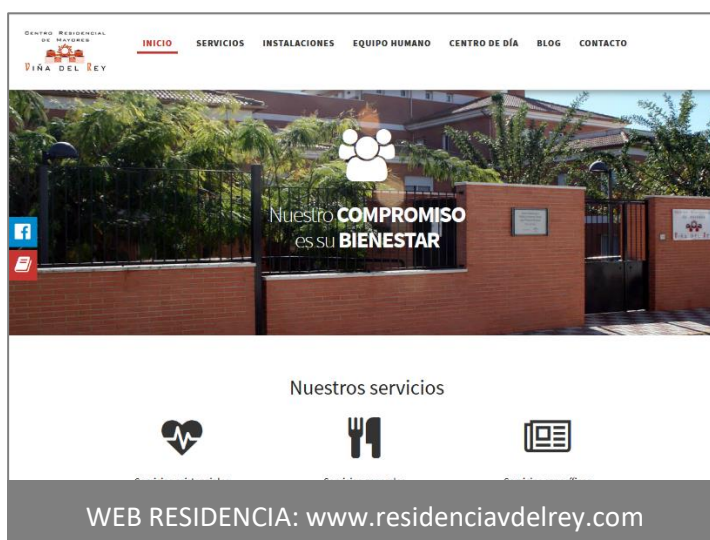 CENTRO RESIDENCIAL
DE MAYORES
VIÑA DEL REY
INICIO SERVICIOS INSTALACIONES EQUIPO HUMANO CENTRO DE DÍA BLOG CONTACTO
Nuestro COMPROMISO
es su BIENESTAR
Nuestros servicios
WEB RESIDENCIA: www.residenciavdelrey.com